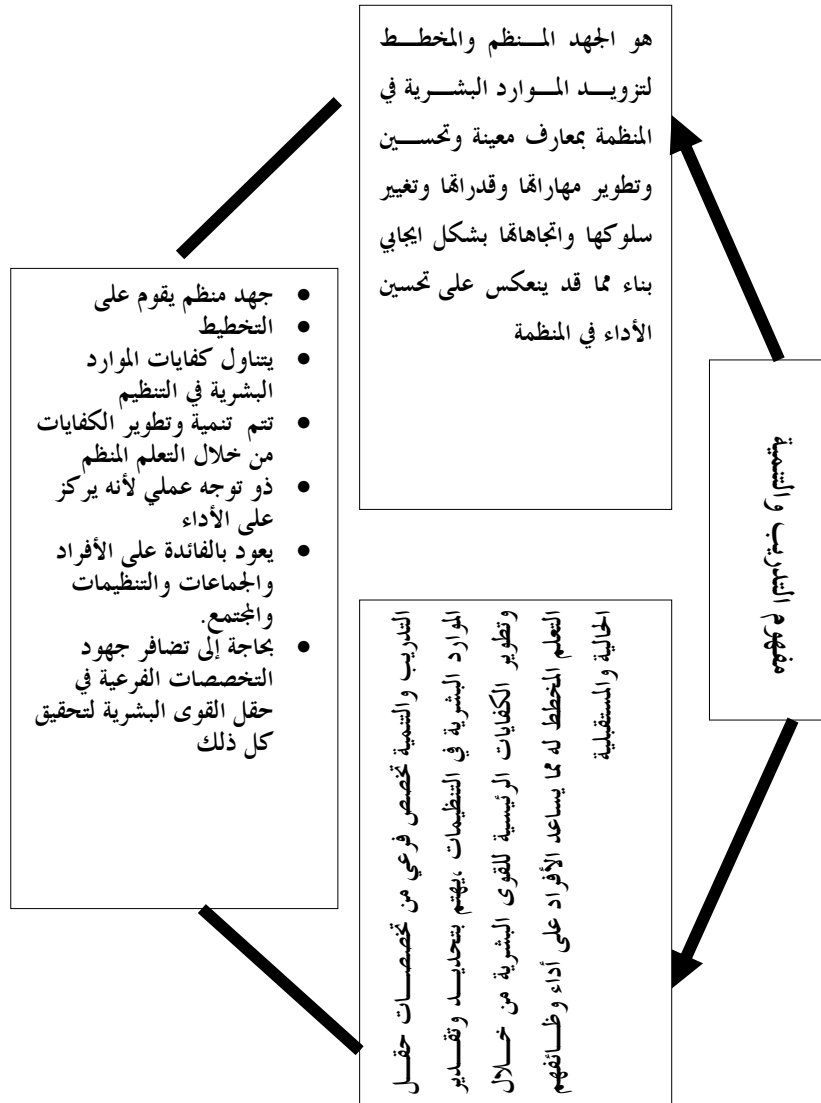 مفهوم التدريب والتنمية
هو الجهد المنظم والمخطط
لتزويد الموارد البشرية في
المنظمة بمعارف معينة وتحسين
وتطوير مهاراتها وقدراتها وتغيير
سلوكها واتجاهاتها بشكل ايجابي
بناء مما قد ينعكس على تحسين
الأداء في المنظمة
التدريب والتنمية تخصص فرعي من تخصصات حقل
الموارد البشرية في التنظيمات ،يهتم بتحديد وتقدير
وتطوير الكفايات الرئيسية للقوى البشرية من خلال
التعلم المخطط له مما يساعد الأفراد على أداء وظائفهم
الحالية والمستقبلية
• جهد منظم يقوم على
• التخطيط
• يتناول كفايات الموارد
البشرية في التنظيم
• تتم تنمية وتطوير الكفايات
من خلال التعلم المنظم
• ذو توجه عملي لأنه يركز
على الأداء
• يعود بالفائدة على الأفراد
والجماعات والتنظيمات
والمجتمع.
• بحاجة إلى تضافر جهود
التخصصات الفرعية في
حقل القوى البشرية لتحقيق
كل ذلك